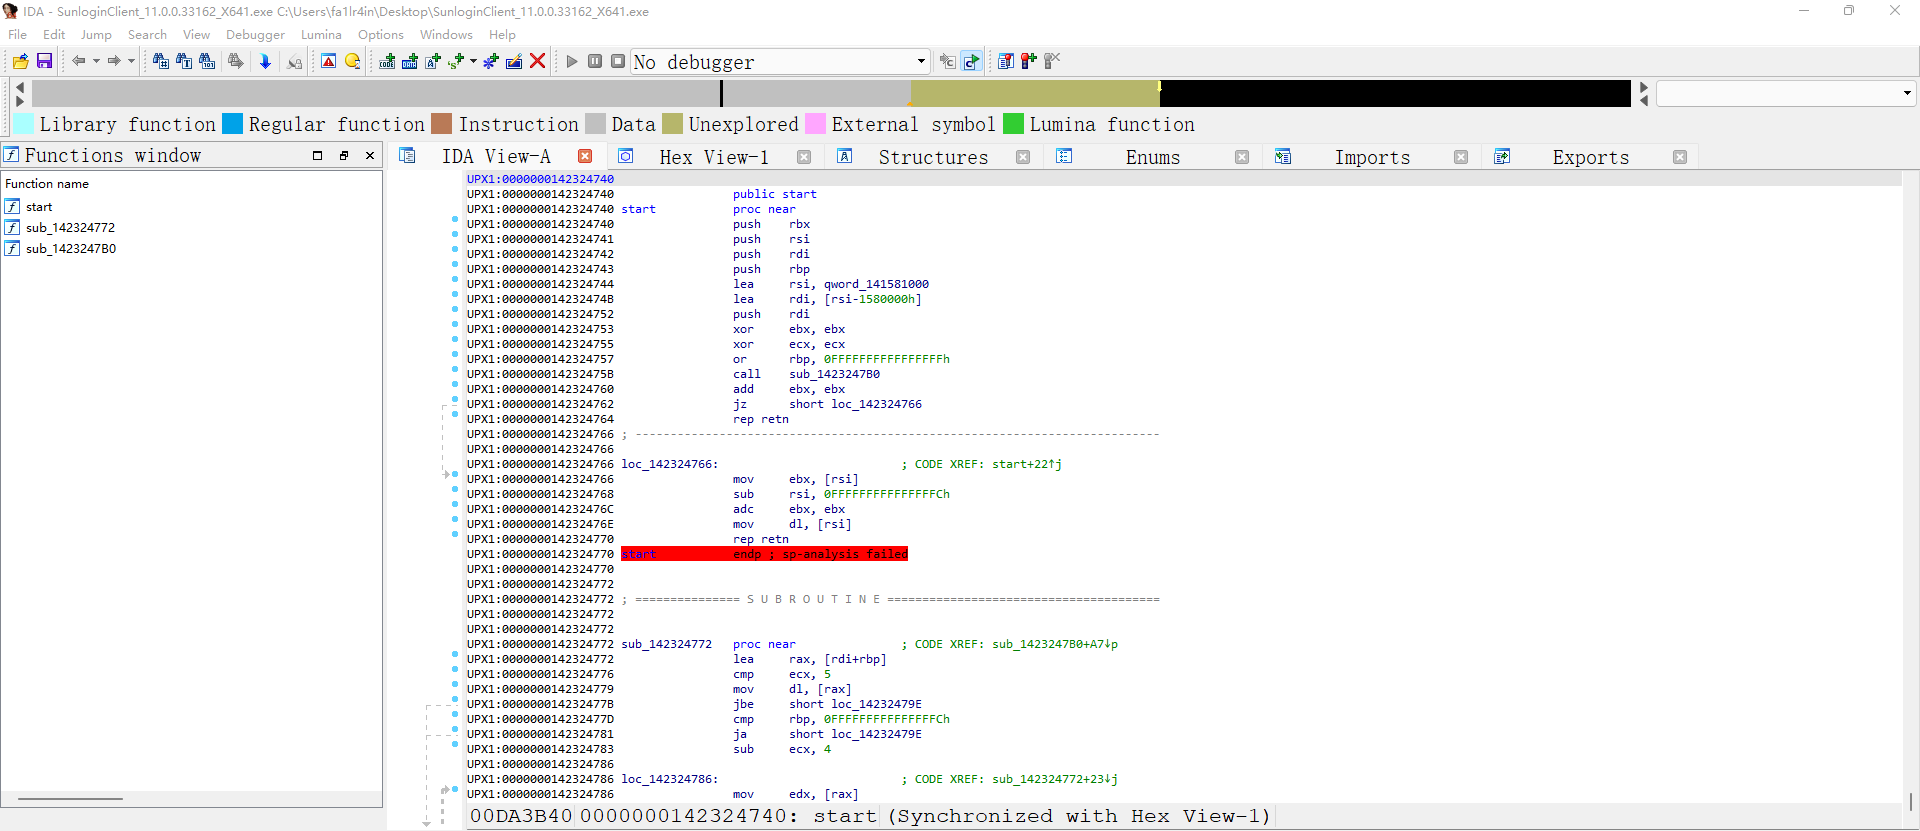 IDA - SunloginClient_11.0.0.33162_X641.exe C:\Users\fa1lr4in\Desktop\SunloginClient_11.0.0.33162_X641.exe
File Edit Jump Search View Debugger Lumina Options Windows Help
No debugger
Library function Regular function Instruction Data Unexplored External symbol Lumina function
Functions window
IDA View-A Hex View-1 Structures Enums Imports Exports
Function name
start
sub_142324772
sub_1423247B0
UPX1:0000000142324740
UPX1:0000000142324740 public start
UPX1:0000000142324740 start proc near
UPX1:0000000142324740 push rbx
UPX1:0000000142324741 push rsi
UPX1:0000000142324742 push rdi
UPX1:0000000142324743 push rbp
UPX1:0000000142324744 lea rsi, qword_141581000
UPX1:000000014232474B lea rdi, [rsi-1580000h]
UPX1:0000000142324752 push rdi
UPX1:0000000142324753 xor ebx, ebx
UPX1:0000000142324755 xor ecx, ecx
UPX1:0000000142324757 or rbp, 0FFFFFFFFFFFFFFFFh
UPX1:000000014232475B call sub_1423247B0
UPX1:0000000142324760 add ebx, ebx
UPX1:0000000142324762 jz short loc_142324766
UPX1:0000000142324764 rep retn
UPX1:0000000142324766 ; ---------------------------------------------------------------------------
UPX1:0000000142324766
UPX1:0000000142324766 loc_142324766: ; CODE XREF: start+22↑j
UPX1:0000000142324766 mov ebx, [rsi]
UPX1:0000000142324768 sub rsi, 0FFFFFFFFFFFFFFFCh
UPX1:000000014232476C adc ebx, ebx
UPX1:000000014232476E mov dl, [rsi]
UPX1:0000000142324770 rep retn
UPX1:0000000142324770 start endp ; sp-analysis failed
UPX1:0000000142324770
UPX1:0000000142324772
UPX1:0000000142324772 ; =============== S U B R O U T I N E =======================================
UPX1:0000000142324772
UPX1:0000000142324772
UPX1:0000000142324772 sub_142324772 proc near ; CODE XREF: sub_1423247B0+A7↓p
UPX1:0000000142324772 lea rax, [rdi+rbp]
UPX1:0000000142324776 cmp ecx, 5
UPX1:0000000142324779 mov dl, [rax]
UPX1:000000014232477B jbe short loc_14232479E
UPX1:000000014232477D cmp rbp, 0FFFFFFFFFFFFFFFCh
UPX1:0000000142324781 ja short loc_14232479E
UPX1:0000000142324783 sub ecx, 4
UPX1:0000000142324786
UPX1:0000000142324786 loc_142324786: ; CODE XREF: sub_142324772+23↓j
UPX1:0000000142324786 mov edx, [rax]
00DA3B40 0000000142324740: start (Synchronized with Hex View-1)